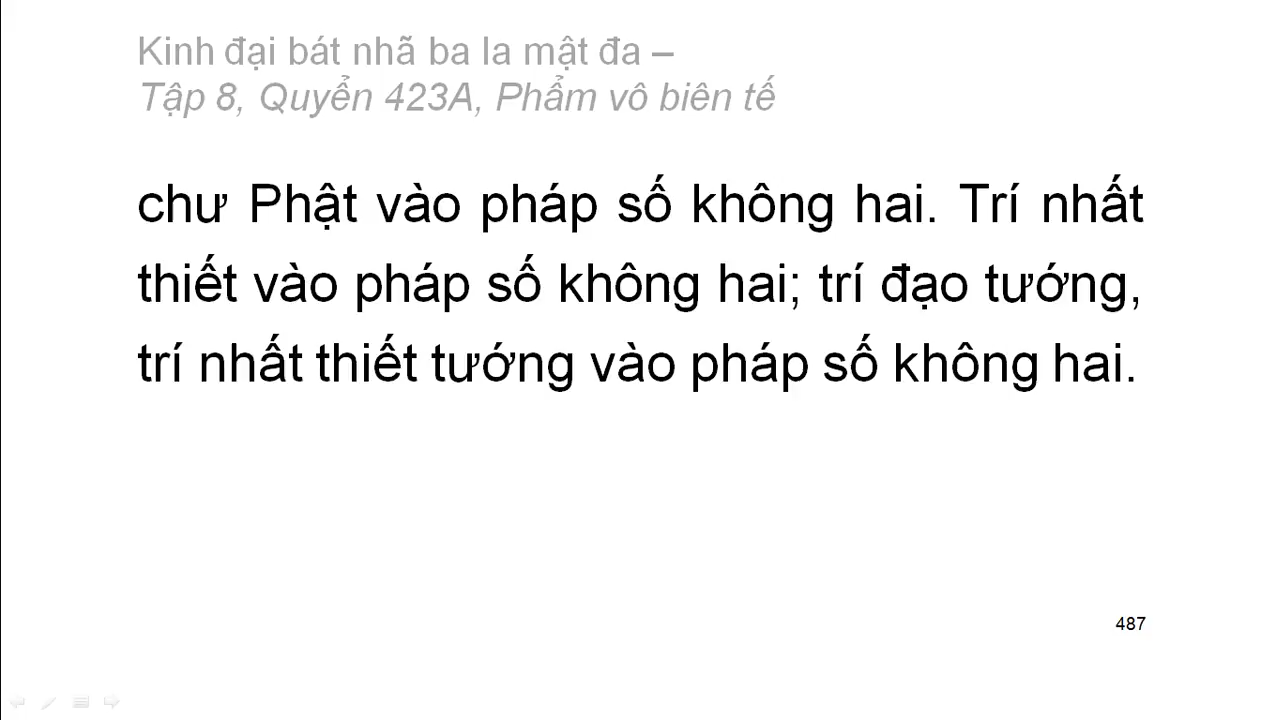 Kinh đại bát nhã ba la mật đa –
Tập 8, Quyển 423A, Phẩm vô biên tế
chư Phật vào pháp số không hai. Trí nhất
thiết vào pháp số không hai; trí đạo tướng,
trí nhất thiết tướng vào pháp số không hai.
487